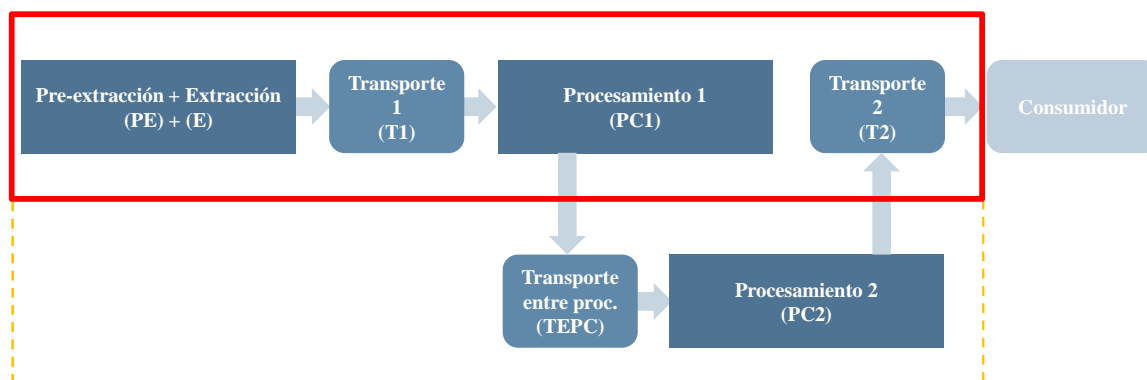 Pre-extracción + Extracción
(PE) + (E)
Transporte
1
(T1)
Procesamiento 1
(PC1)
Transporte
2
(T2)
Consumidor
Transporte
entre proc.
(TEPC)
Procesamiento 2
(PC2)